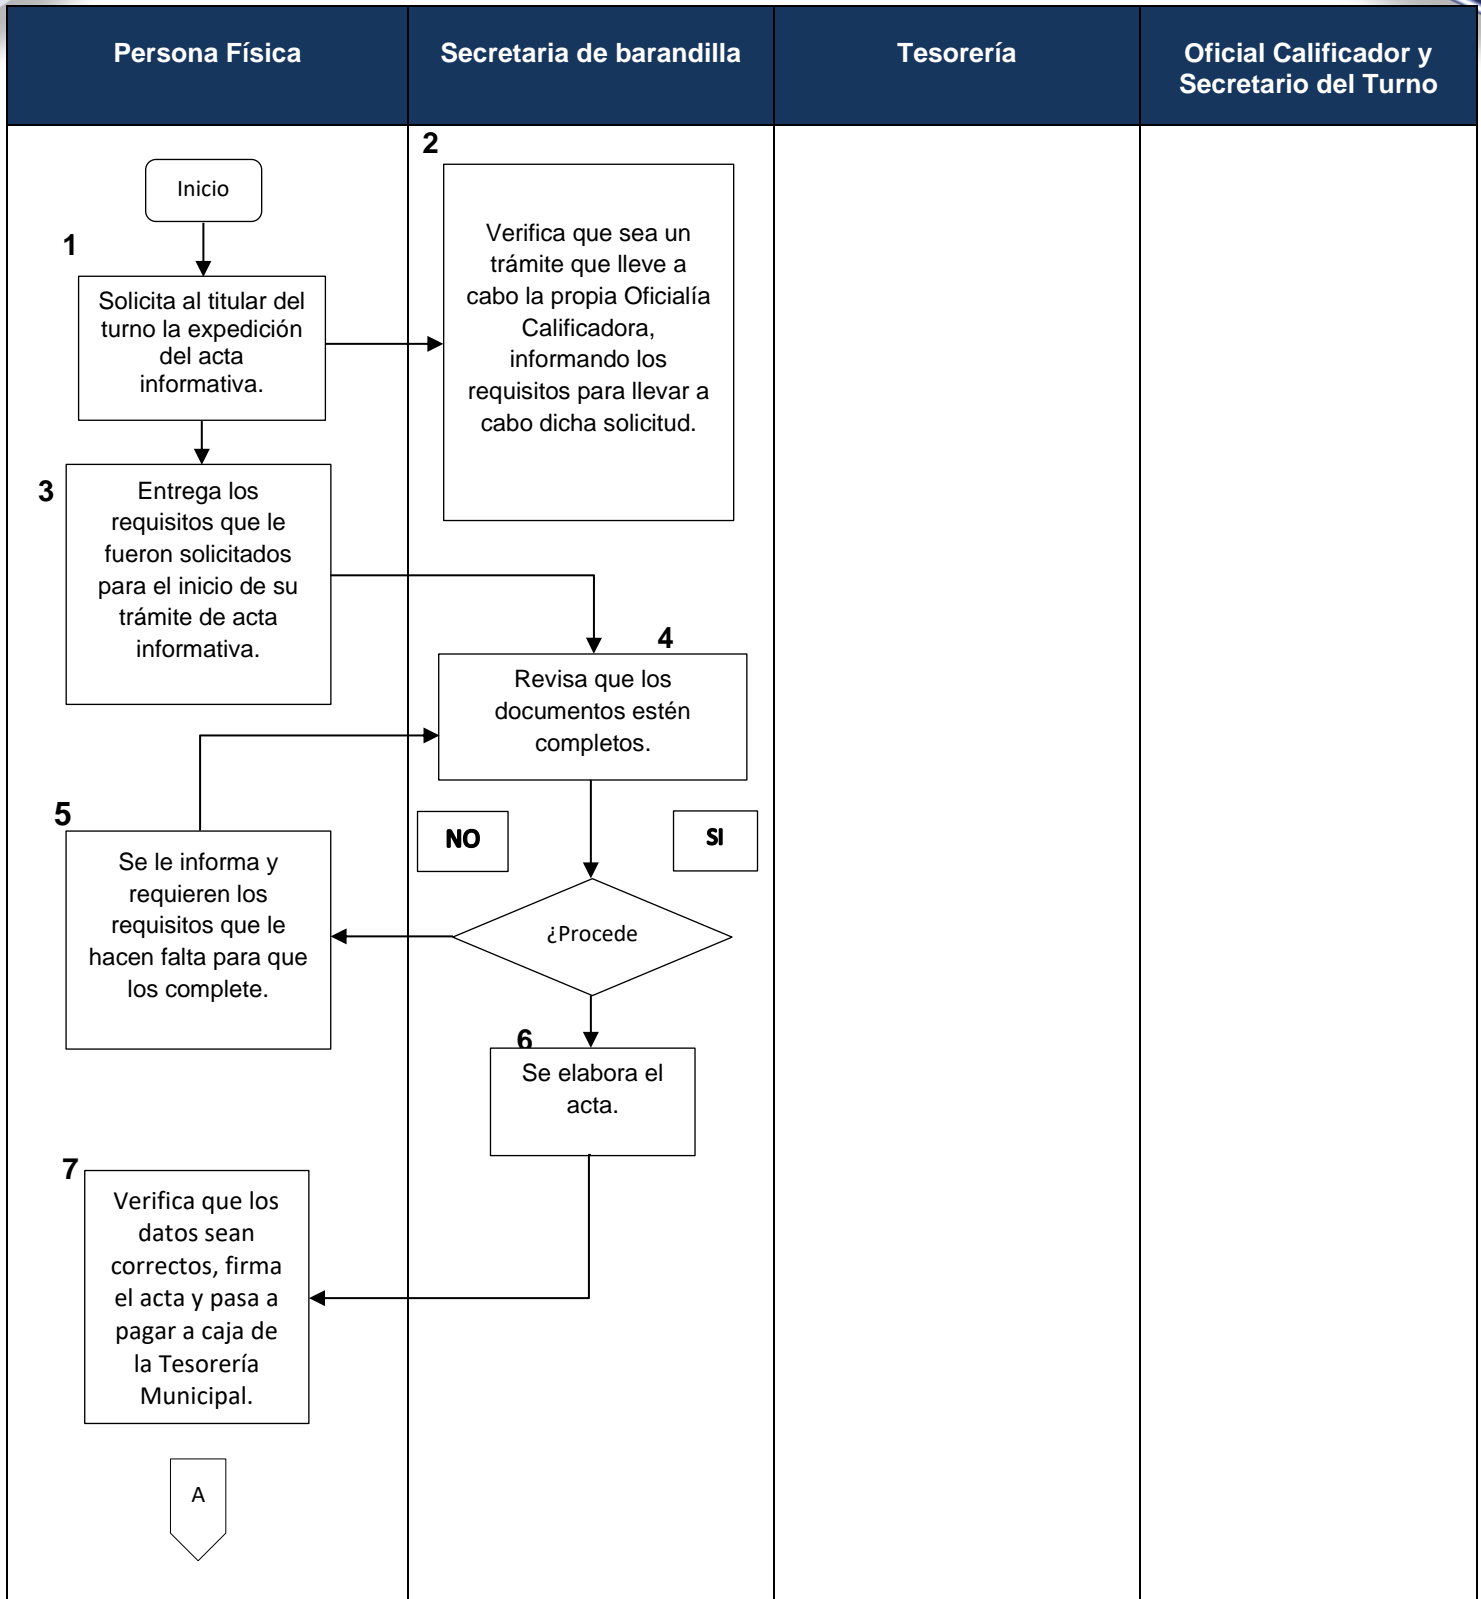 Persona Física
Secretaria de barandilla
Tesorería
Oficial Calificador y
Secretario del Turno
Inicio
1
Solicita al titular del
turno la expedición
del acta
informativa.
2
Verifica que sea un
trámite que lleve a
cabo la propia Oficialía
Calificadora,
informando los
requisitos para llevar a
cabo dicha solicitud.
3
Entrega los
requisitos que le
fueron solicitados
para el inicio de su
trámite de acta
informativa.
4
Revisa que los
documentos estén
completos.
NO
SI
¿Procede
5
Se le informa y
requieren los
requisitos que le
hacen falta para que
los complete.
6
Se elabora el
acta.
7
Verifica que los
datos sean
correctos, firma
el acta y pasa a
pagar a caja de
la Tesorería
Municipal.
A